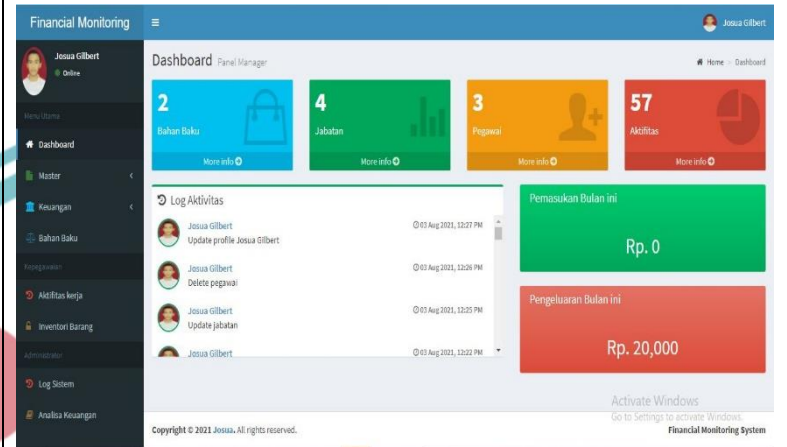 Financial Monitoring
Josua Gilbert
Josua Gilbert
Online
Menu Utama
Dashboard
Master
Keuangan
Bahan Baku
Kepegawaian
Aktifitas kerja
Inventori Barang
Administrator
Log Sistem
Analisa Keuangan
Dashboard Panel Manager
Home > Dashboard
2
Bahan Baku
More info
4
Jabatan
More info
3
Pegawai
More info
57
Aktifitas
More info
Log Aktivitas
Josua Gilbert 03 Aug 2021, 12:27 PM
Update profile Josua Gilbert
Josua Gilbert 03 Aug 2021, 12:26 PM
Delete pegawai
Josua Gilbert 03 Aug 2021, 12:25 PM
Update jabatan
Josua Gilbert 03 Aug 2021, 12:22 PM
Pemasukan Bulan ini
Rp. 0
Pengeluaran Bulan ini
Rp. 20,000
Activate Windows
Go to Settings to activate Windows.
Copyright © 2021 Josua. All rights reserved.
Financial Monitoring System